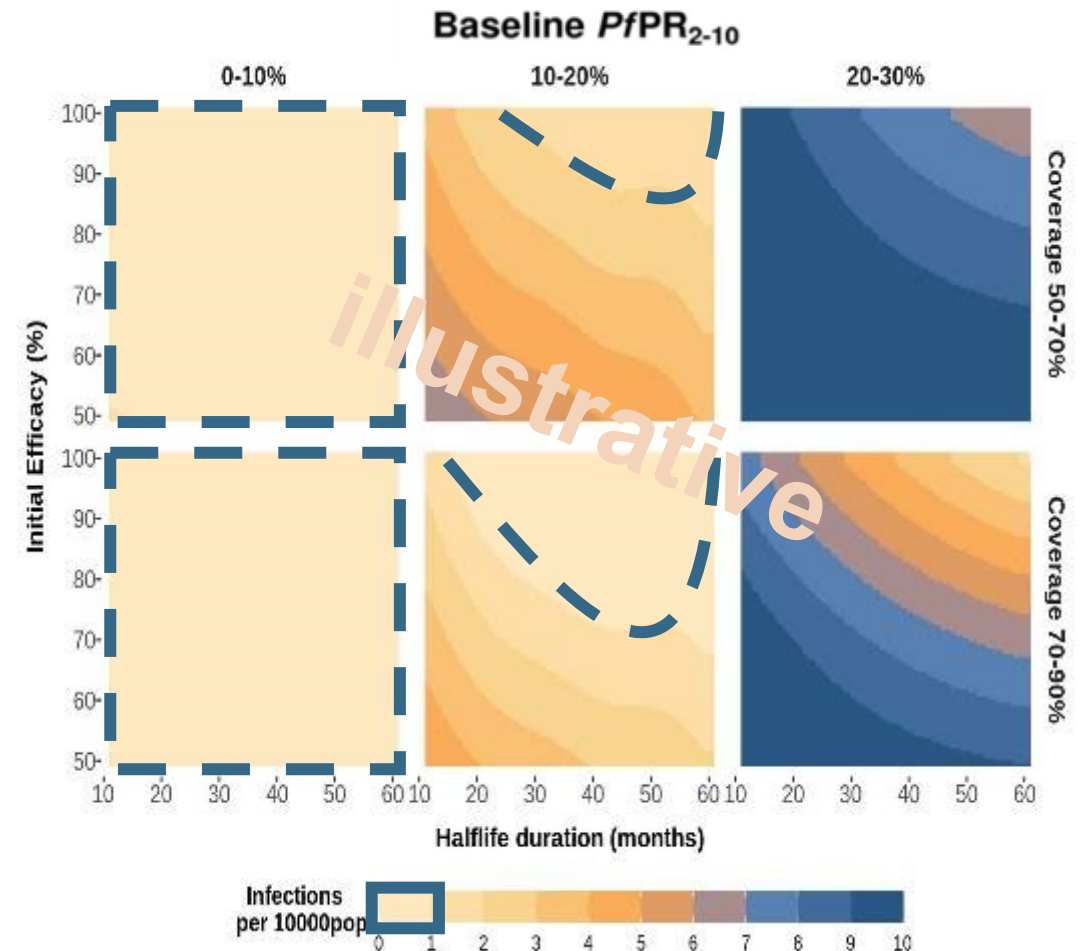 Baseline PfPR2-10
0-10% 10-20% 20-30%
Initial Efficacy (%)
100
90
80
70
60
50
Coverage 50-70%
100
90
80
70
60
50
Coverage 70-90%
illustrative
10 20 30 40 50 60 10 20 30 40 50 60 10 20 30 40 50 60
Halflife duration (months)
Infections
per 10000pop
0 1 2 3 4 5 6 7 8 9 10